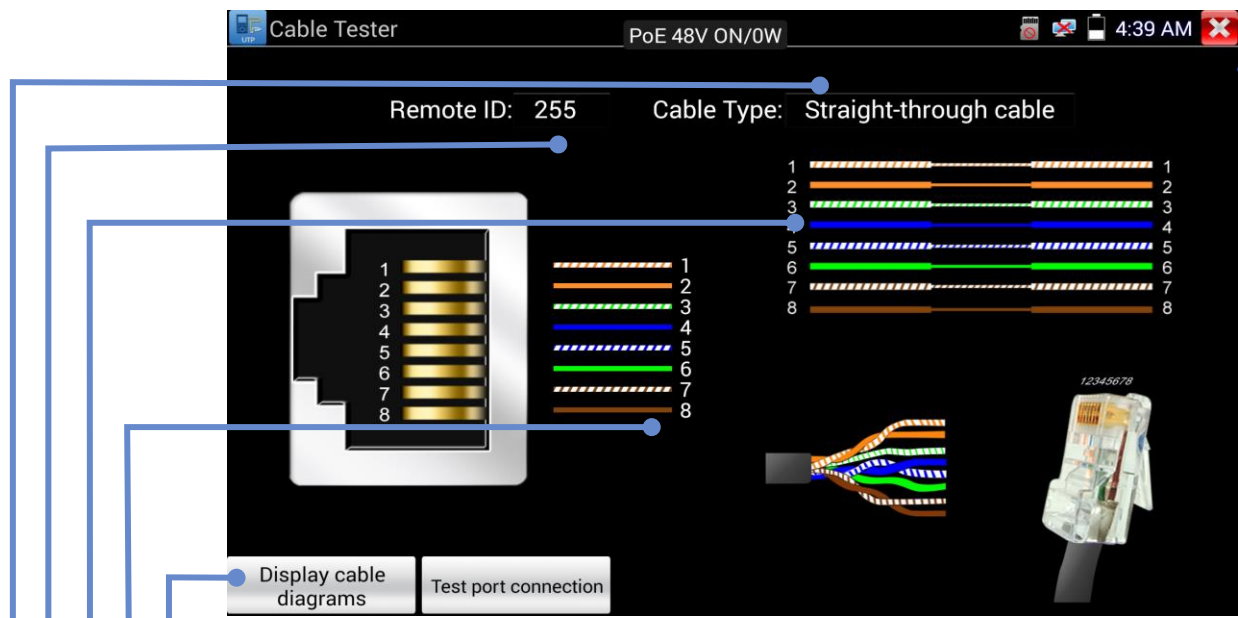 UTP
Cable Tester
PoE 48V ON/0W
4:39 AM
Remote ID: 255
Cable Type: Straight-through cable
1 1
2 2
3 3
4 4
5 5
6 6
7 7
8 8
1 1
2 2
3 3
4 4
5 5
6 6
7 7
8 8
12345678
Display cable
diagrams
Test port connection